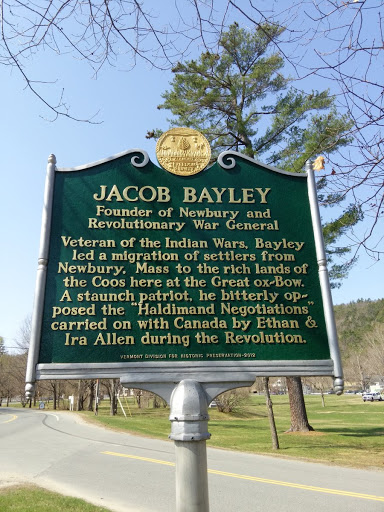 JACOB BAYLEY
Founder of Newbury and
Revolutionary War General
Veteran of the Indian Wars, Bayley
led a migration of settlers from
Newbury, Mass to the rich lands of
the Coos here at the Great ox-Bow.
A staunch patriot, he bitterly op-
posed the "Haldimand Negotiations"
carried on with Canada by Ethan &
Ira Allen during the Revolution.
VERMONT DIVISION FOR HISTORIC PRESERVATION-2012